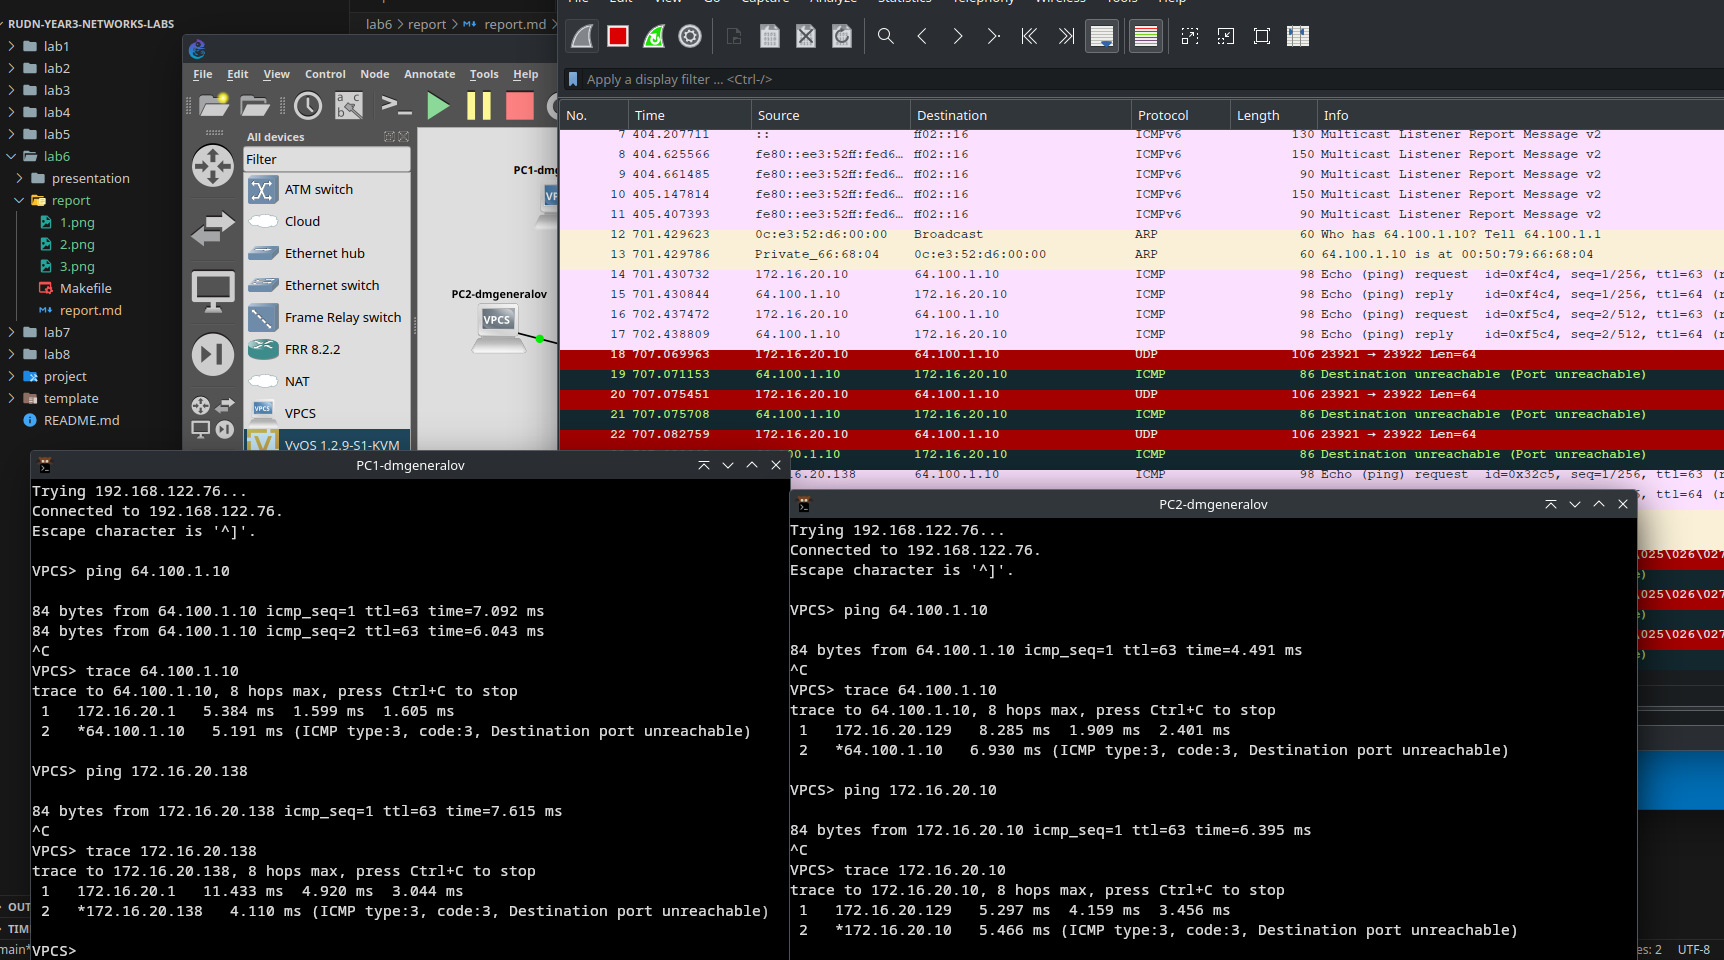 RUDN-YEAR3-NETWORKS-LABS
lab1
lab2
lab3
lab4
lab5
lab6
presentation
report
1.png
2.png
3.png
Makefile
report.md
lab7
lab8
project
template
README.md
lab6 > report > report.md >
File Edit View Control Node Annotate Tools Help
All devices
Filter
ATM switch
Cloud
Ethernet hub
Ethernet switch
Frame Relay switch
FRR 8.2.2
NAT
VPCS
VyOS 1.2.9-S1-KVM
PC1-dmg
PC2-dmgeneralov
VPCS
Apply a display filter ... <Ctrl-/>
No. Time Source Destination Protocol Length Info
7 404.207711 :: ff02::16 ICMPv6 130 Multicast Listener Report Message v2
8 404.625566 fe80::ee3:52ff:fed6… ff02::16 ICMPv6 150 Multicast Listener Report Message v2
9 404.661485 fe80::ee3:52ff:fed6… ff02::16 ICMPv6 90 Multicast Listener Report Message v2
10 405.147814 fe80::ee3:52ff:fed6… ff02::16 ICMPv6 150 Multicast Listener Report Message v2
11 405.407393 fe80::ee3:52ff:fed6… ff02::16 ICMPv6 90 Multicast Listener Report Message v2
12 701.429623 0c:e3:52:d6:00:00 Broadcast ARP 60 Who has 64.100.1.10? Tell 64.100.1.1
13 701.429786 Private_66:68:04 0c:e3:52:d6:00:00 ARP 60 64.100.1.10 is at 00:50:79:66:68:04
14 701.430732 172.16.20.10 64.100.1.10 ICMP 98 Echo (ping) request id=0xf4c4, seq=1/256, ttl=63 (r
15 701.430844 64.100.1.10 172.16.20.10 ICMP 98 Echo (ping) reply id=0xf4c4, seq=1/256, ttl=64 (r
16 702.437472 172.16.20.10 64.100.1.10 ICMP 98 Echo (ping) request id=0xf5c4, seq=2/512, ttl=63 (r
17 702.438809 64.100.1.10 172.16.20.10 ICMP 98 Echo (ping) reply id=0xf5c4, seq=2/512, ttl=64 (r
18 707.069963 172.16.20.10 64.100.1.10 UDP 106 23921 → 23922 Len=64
19 707.071153 64.100.1.10 172.16.20.10 ICMP 86 Destination unreachable (Port unreachable)
20 707.075451 172.16.20.10 64.100.1.10 UDP 106 23921 → 23922 Len=64
21 707.075708 64.100.1.10 172.16.20.10 ICMP 86 Destination unreachable (Port unreachable)
22 707.082759 172.16.20.10 64.100.1.10 UDP 106 23921 → 23922 Len=64
00.1.10 172.16.20.10 ICMP 86 Destination unreachable (Port unreachable)
6.20.138 64.100.1.10 ICMP 98 Echo (ping) request id=0x32c5, seq=1/256, ttl=63 (r
, ttl=64 (r
\025\026\027
\025\026\027
\025\026\027
PC1-dmgeneralov
Trying 192.168.122.76...
Connected to 192.168.122.76.
Escape character is '^]'.
VPCS> ping 64.100.1.10
84 bytes from 64.100.1.10 icmp_seq=1 ttl=63 time=7.092 ms
84 bytes from 64.100.1.10 icmp_seq=2 ttl=63 time=6.043 ms
^C
VPCS> trace 64.100.1.10
trace to 64.100.1.10, 8 hops max, press Ctrl+C to stop
1 172.16.20.1 5.384 ms 1.599 ms 1.605 ms
2 *64.100.1.10 5.191 ms (ICMP type:3, code:3, Destination port unreachable)
VPCS> ping 172.16.20.138
84 bytes from 172.16.20.138 icmp_seq=1 ttl=63 time=7.615 ms
^C
VPCS> trace 172.16.20.138
trace to 172.16.20.138, 8 hops max, press Ctrl+C to stop
1 172.16.20.1 11.433 ms 4.920 ms 3.044 ms
2 *172.16.20.138 4.110 ms (ICMP type:3, code:3, Destination port unreachable)
VPCS>
PC2-dmgeneralov
Trying 192.168.122.76...
Connected to 192.168.122.76.
Escape character is '^]'.
VPCS> ping 64.100.1.10
84 bytes from 64.100.1.10 icmp_seq=1 ttl=63 time=4.491 ms
^C
VPCS> trace 64.100.1.10
trace to 64.100.1.10, 8 hops max, press Ctrl+C to stop
1 172.16.20.129 8.285 ms 1.909 ms 2.401 ms
2 *64.100.1.10 6.930 ms (ICMP type:3, code:3, Destination port unreachable)
VPCS> ping 172.16.20.10
84 bytes from 172.16.20.10 icmp_seq=1 ttl=63 time=6.395 ms
^C
VPCS> trace 172.16.20.10
trace to 172.16.20.10, 8 hops max, press Ctrl+C to stop
1 172.16.20.129 5.297 ms 4.159 ms 3.456 ms
2 *172.16.20.10 5.466 ms (ICMP type:3, code:3, Destination port unreachable)
OUT
TIM
main*
es: 2 UTF-8